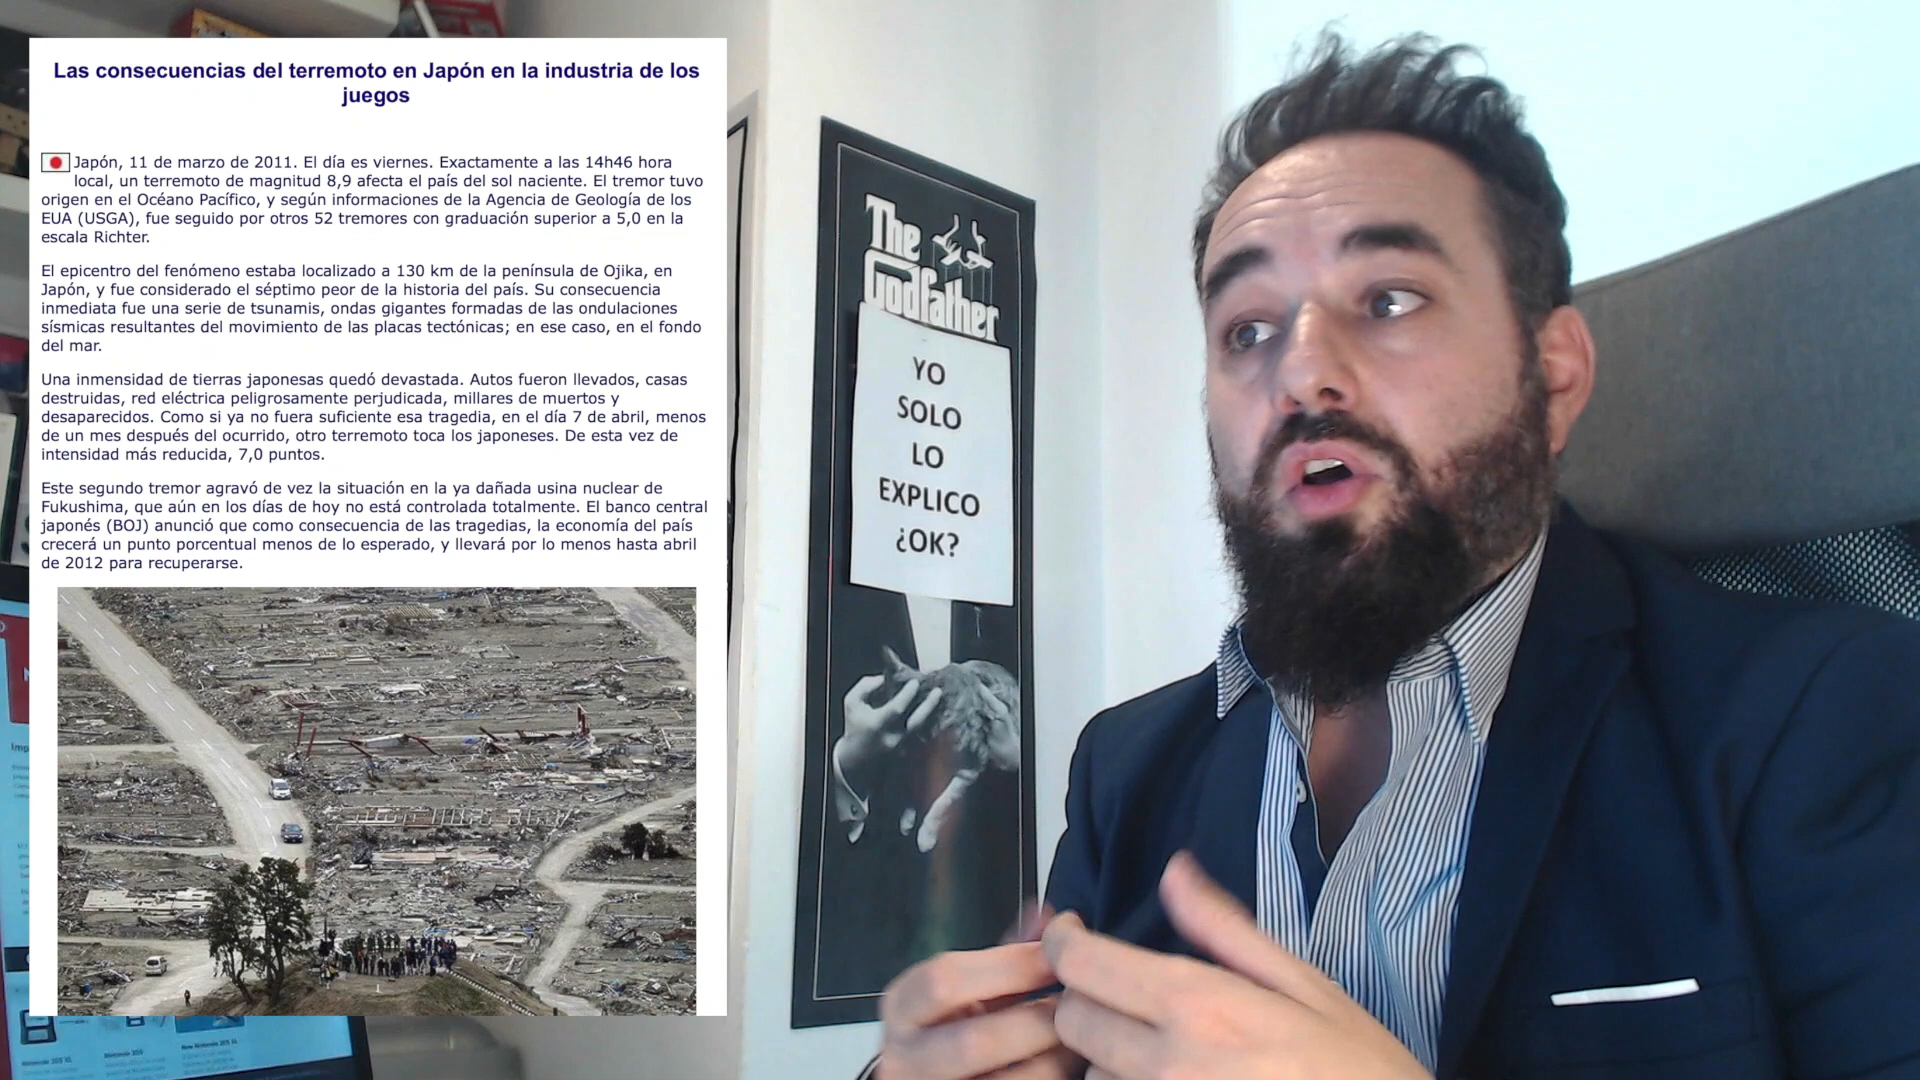 Las consecuencias del terremoto en Japón en la industria de los
juegos
Japón, 11 de marzo de 2011. El día es viernes. Exactamente a las 14h46 hora
local, un terremoto de magnitud 8,9 afecta el país del sol naciente. El tremor tuvo
origen en el Océano Pacífico, y según informaciones de la Agencia de Geología de los
EUA (USGA), fue seguido por otros 52 tremores con graduación superior a 5,0 en la
escala Richter.
El epicentro del fenómeno estaba localizado a 130 km de la península de Ojika, en
Japón, y fue considerado el séptimo peor de la historia del país. Su consecuencia
inmediata fue una serie de tsunamis, ondas gigantes formadas de las ondulaciones
sísmicas resultantes del movimiento de las placas tectónicas; en ese caso, en el fondo
del mar.
Una inmensidad de tierras japonesas quedó devastada. Autos fueron llevados, casas
destruidas, red eléctrica peligrosamente perjudicada, millares de muertos y
desaparecidos. Como si ya no fuera suficiente esa tragedia, en el día 7 de abril, menos
de un mes después del ocurrido, otro terremoto toca los japoneses. De esta vez de
intensidad más reducida, 7,0 puntos.
Este segundo tremor agravó de vez la situación en la ya dañada usina nuclear de
Fukushima, que aún en los días de hoy no está controlada totalmente. El banco central
japonés (BOJ) anunció que como consecuencia de las tragedias, la economía del país
crecerá un punto porcentual menos de lo esperado, y llevará por lo menos hasta abril
de 2012 para recuperarse.
The
Godfather
YO
SOLO
LO
EXPLICO
¿OK?
New Nintendo 2DS XL